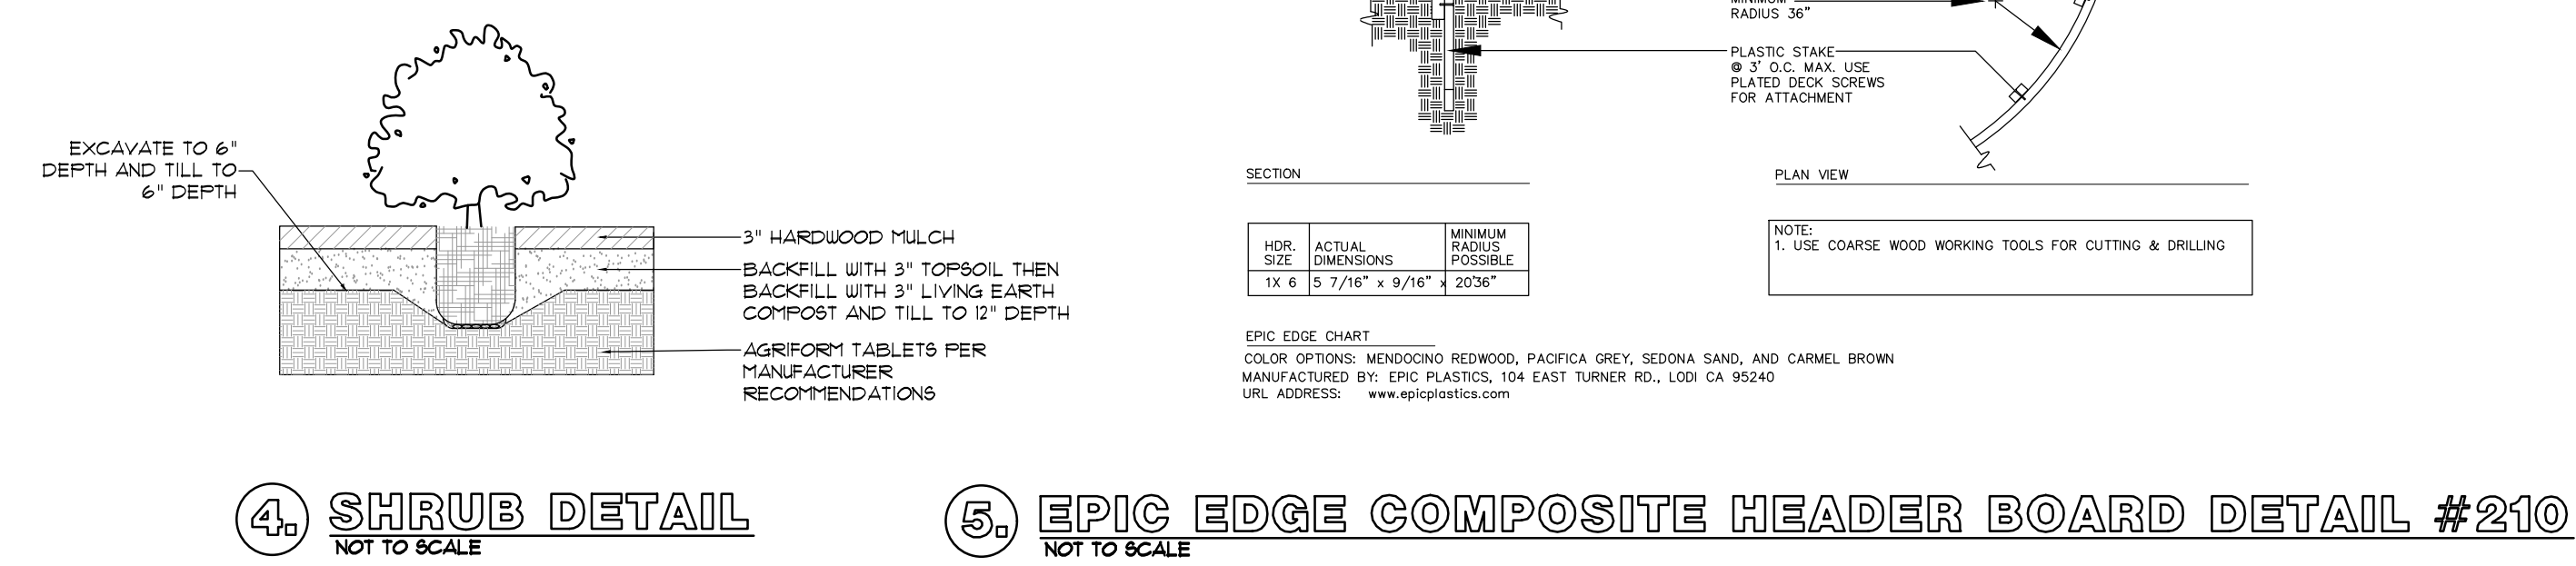 EXCAVATE TO 6"
DEPTH AND TILL TO
6" DEPTH
3" HARDWOOD MULCH
BACKFILL WITH 3" TOPSOIL THEN
BACKFILL WITH 3" LIVING EARTH
COMPOST AND TILL TO 12" DEPTH
AGRIFORM TABLETS PER
MANUFACTURER
RECOMMENDATIONS
4. SHRUB DETAIL
NOT TO SCALE
MINIMUM
RADIUS 36"
PLASTIC STAKE
@ 3' O.C. MAX. USE
PLATED DECK SCREWS
FOR ATTACHMENT
SECTION
PLAN VIEW
HDR. SIZE
ACTUAL DIMENSIONS
MINIMUM RADIUS POSSIBLE
1X 6
5 7/16" x 9/16" x 20'
36"
NOTE:
1. USE COARSE WOOD WORKING TOOLS FOR CUTTING & DRILLING
EPIC EDGE CHART
COLOR OPTIONS: MENDOCINO REDWOOD, PACIFICA GREY, SEDONA SAND, AND CARMEL BROWN
MANUFACTURED BY: EPIC PLASTICS, 104 EAST TURNER RD., LODI CA 95240
URL ADDRESS: www.epicplastics.com
5. EPIC EDGE COMPOSITE HEADER BOARD DETAIL #210
NOT TO SCALE